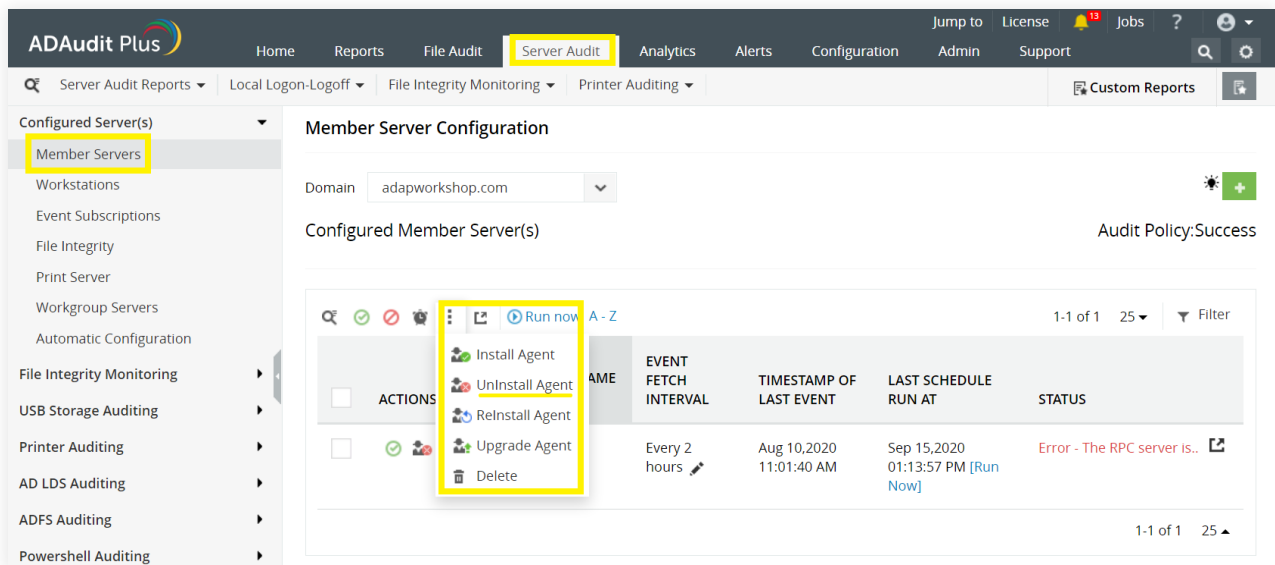 Jump to License 13 Jobs ?
ADAudit Plus
Home Reports File Audit Server Audit Analytics Alerts Configuration Admin Support
Server Audit Reports Local Logon-Logoff File Integrity Monitoring Printer Auditing Custom Reports
Configured Server(s)
Member Servers
Workstations
Event Subscriptions
File Integrity
Print Server
Workgroup Servers
Automatic Configuration
File Integrity Monitoring
USB Storage Auditing
Printer Auditing
AD LDS Auditing
ADFS Auditing
Powershell Auditing
Member Server Configuration
Domain adapworkshop.com
Configured Member Server(s) Audit Policy:Success
Run now A - Z 1-1 of 1 25 Filter
Install Agent
UnInstall Agent
ReInstall Agent
Upgrade Agent
Delete
ACTIONS
AME
EVENT
FETCH
INTERVAL
TIMESTAMP OF
LAST EVENT
LAST SCHEDULE
RUN AT
STATUS
Every 2
hours
Aug 10,2020
11:01:40 AM
Sep 15,2020
01:13:57 PM [Run
Now]
Error - The RPC server is..
1-1 of 1 25